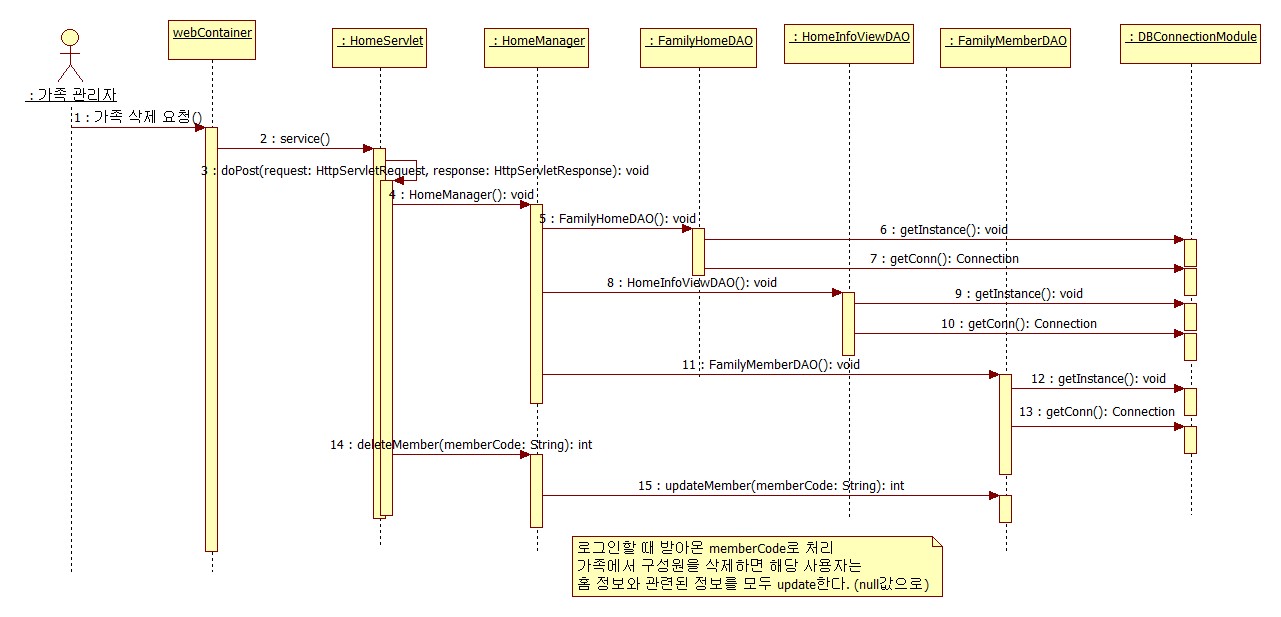 webContainer
: HomeServlet
: HomeManager
: FamilyHomeDAO
: HomeInfoViewDAO
: FamilyMemberDAO
: DBConnectionModule
: 가족 관리자
1 : 가족 삭제 요청()
2 : service()
3 : doPost(request: HttpServletRequest, response: HttpServletResponse): void
4 : HomeManager(): void
5 : FamilyHomeDAO(): void
6 : getInstance(): void
7 : getConn(): Connection
8 : HomeInfoViewDAO(): void
9 : getInstance(): void
10 : getConn(): Connection
11 : FamilyMemberDAO(): void
12 : getInstance(): void
13 : getConn(): Connection
14 : deleteMember(memberCode: String): int
15 : updateMember(memberCode: String): int
로그인할 때 받아온 memberCode로 처리
가족에서 구성원을 삭제하면 해당 사용자는
홈 정보와 관련된 정보를 모두 update한다. (null값으로)